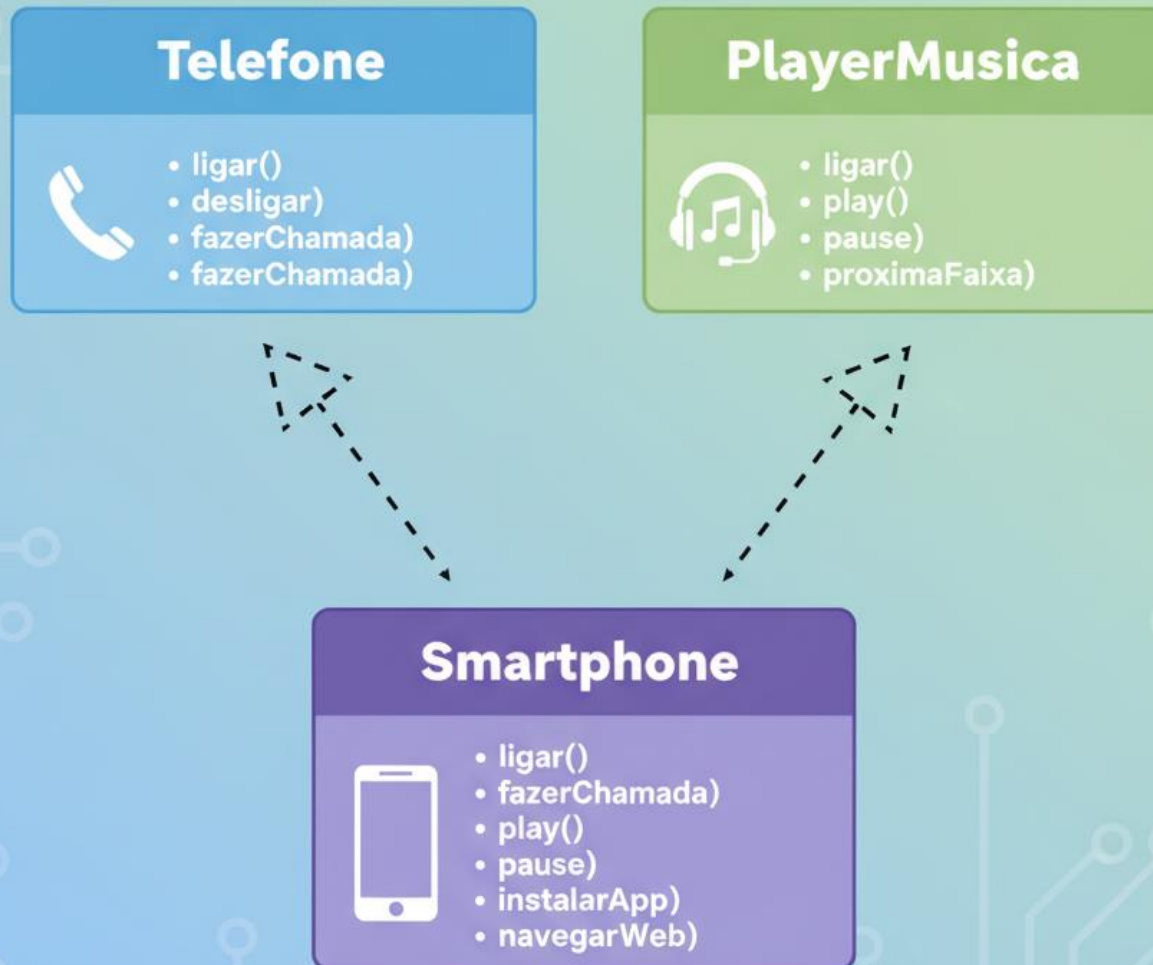 Telefone
• ligar()
• desligar)
• fazerChamada)
• fazerChamada)
PlayerMusica
• ligar()
• play()
• pause)
• proximaFaixa)
Smartphone
• ligar()
• fazerChamada)
• play()
• pause)
• instalarApp)
• navegarWeb)